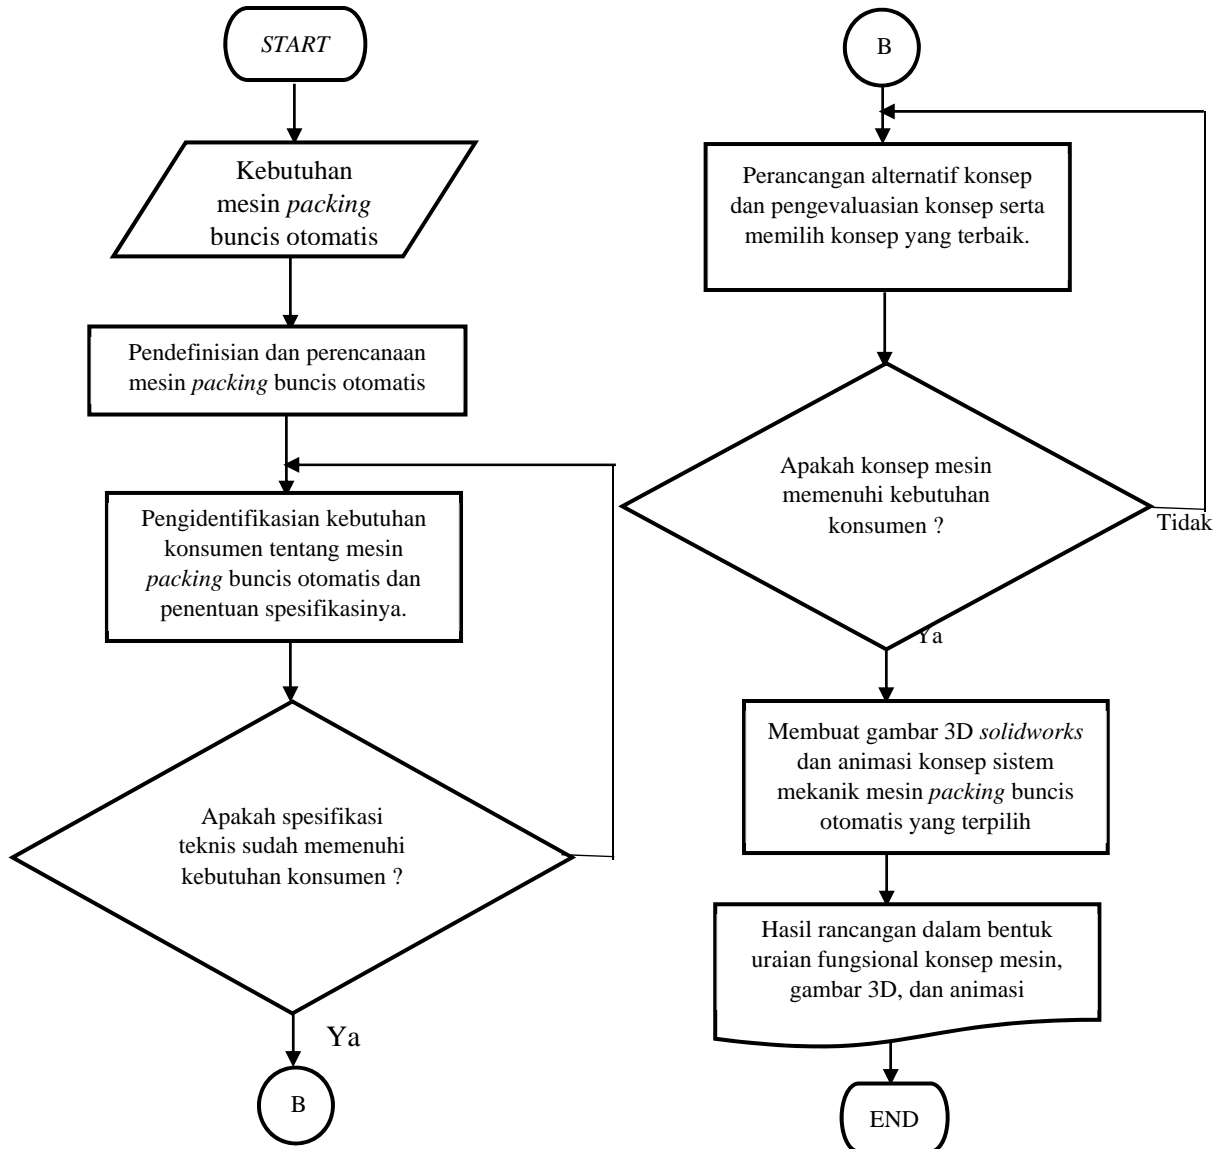 START
Kebutuhan
mesin packing
buncis otomatis
Pendefinisian dan perencanaan
mesin packing buncis otomatis
Pengidentifikasian kebutuhan
konsumen tentang mesin
packing buncis otomatis dan
penentuan spesifikasinya.
Apakah spesifikasi
teknis sudah memenuhi
kebutuhan konsumen ?
Ya
B
B
Perancangan alternatif konsep
dan pengevaluasian konsep serta
memilih konsep yang terbaik.
Apakah konsep mesin
memenuhi kebutuhan
konsumen ?
Tidak
Ya
Membuat gambar 3D solidworks
dan animasi konsep sistem
mekanik mesin packing buncis
otomatis yang terpilih
Hasil rancangan dalam bentuk
uraian fungsional konsep mesin,
gambar 3D, dan animasi
END